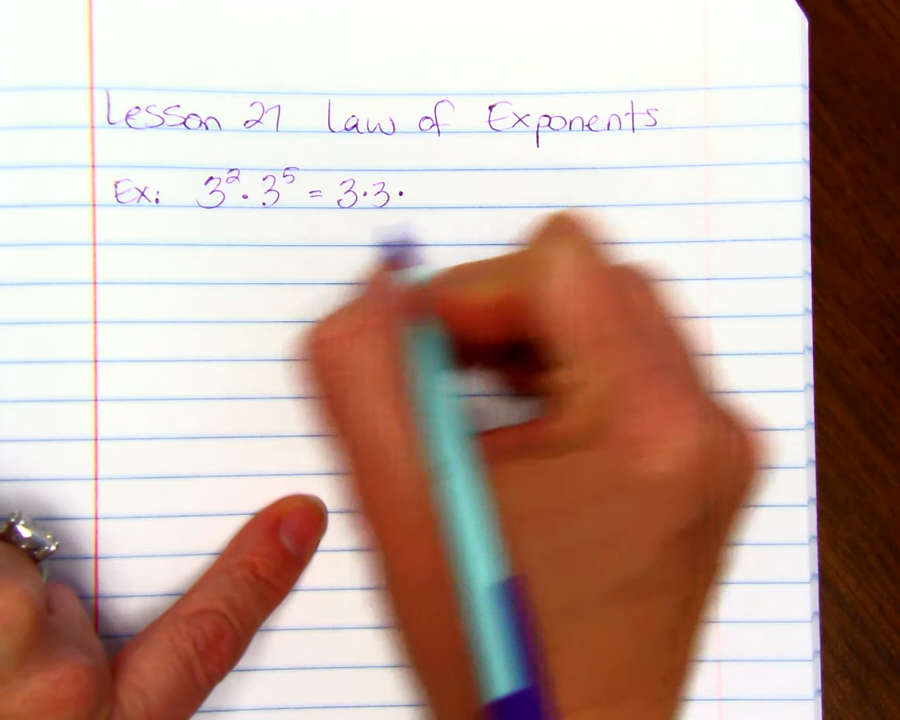 Lesson 21 Law of Exponents
Ex: 3² · 3⁵ = 3·3·